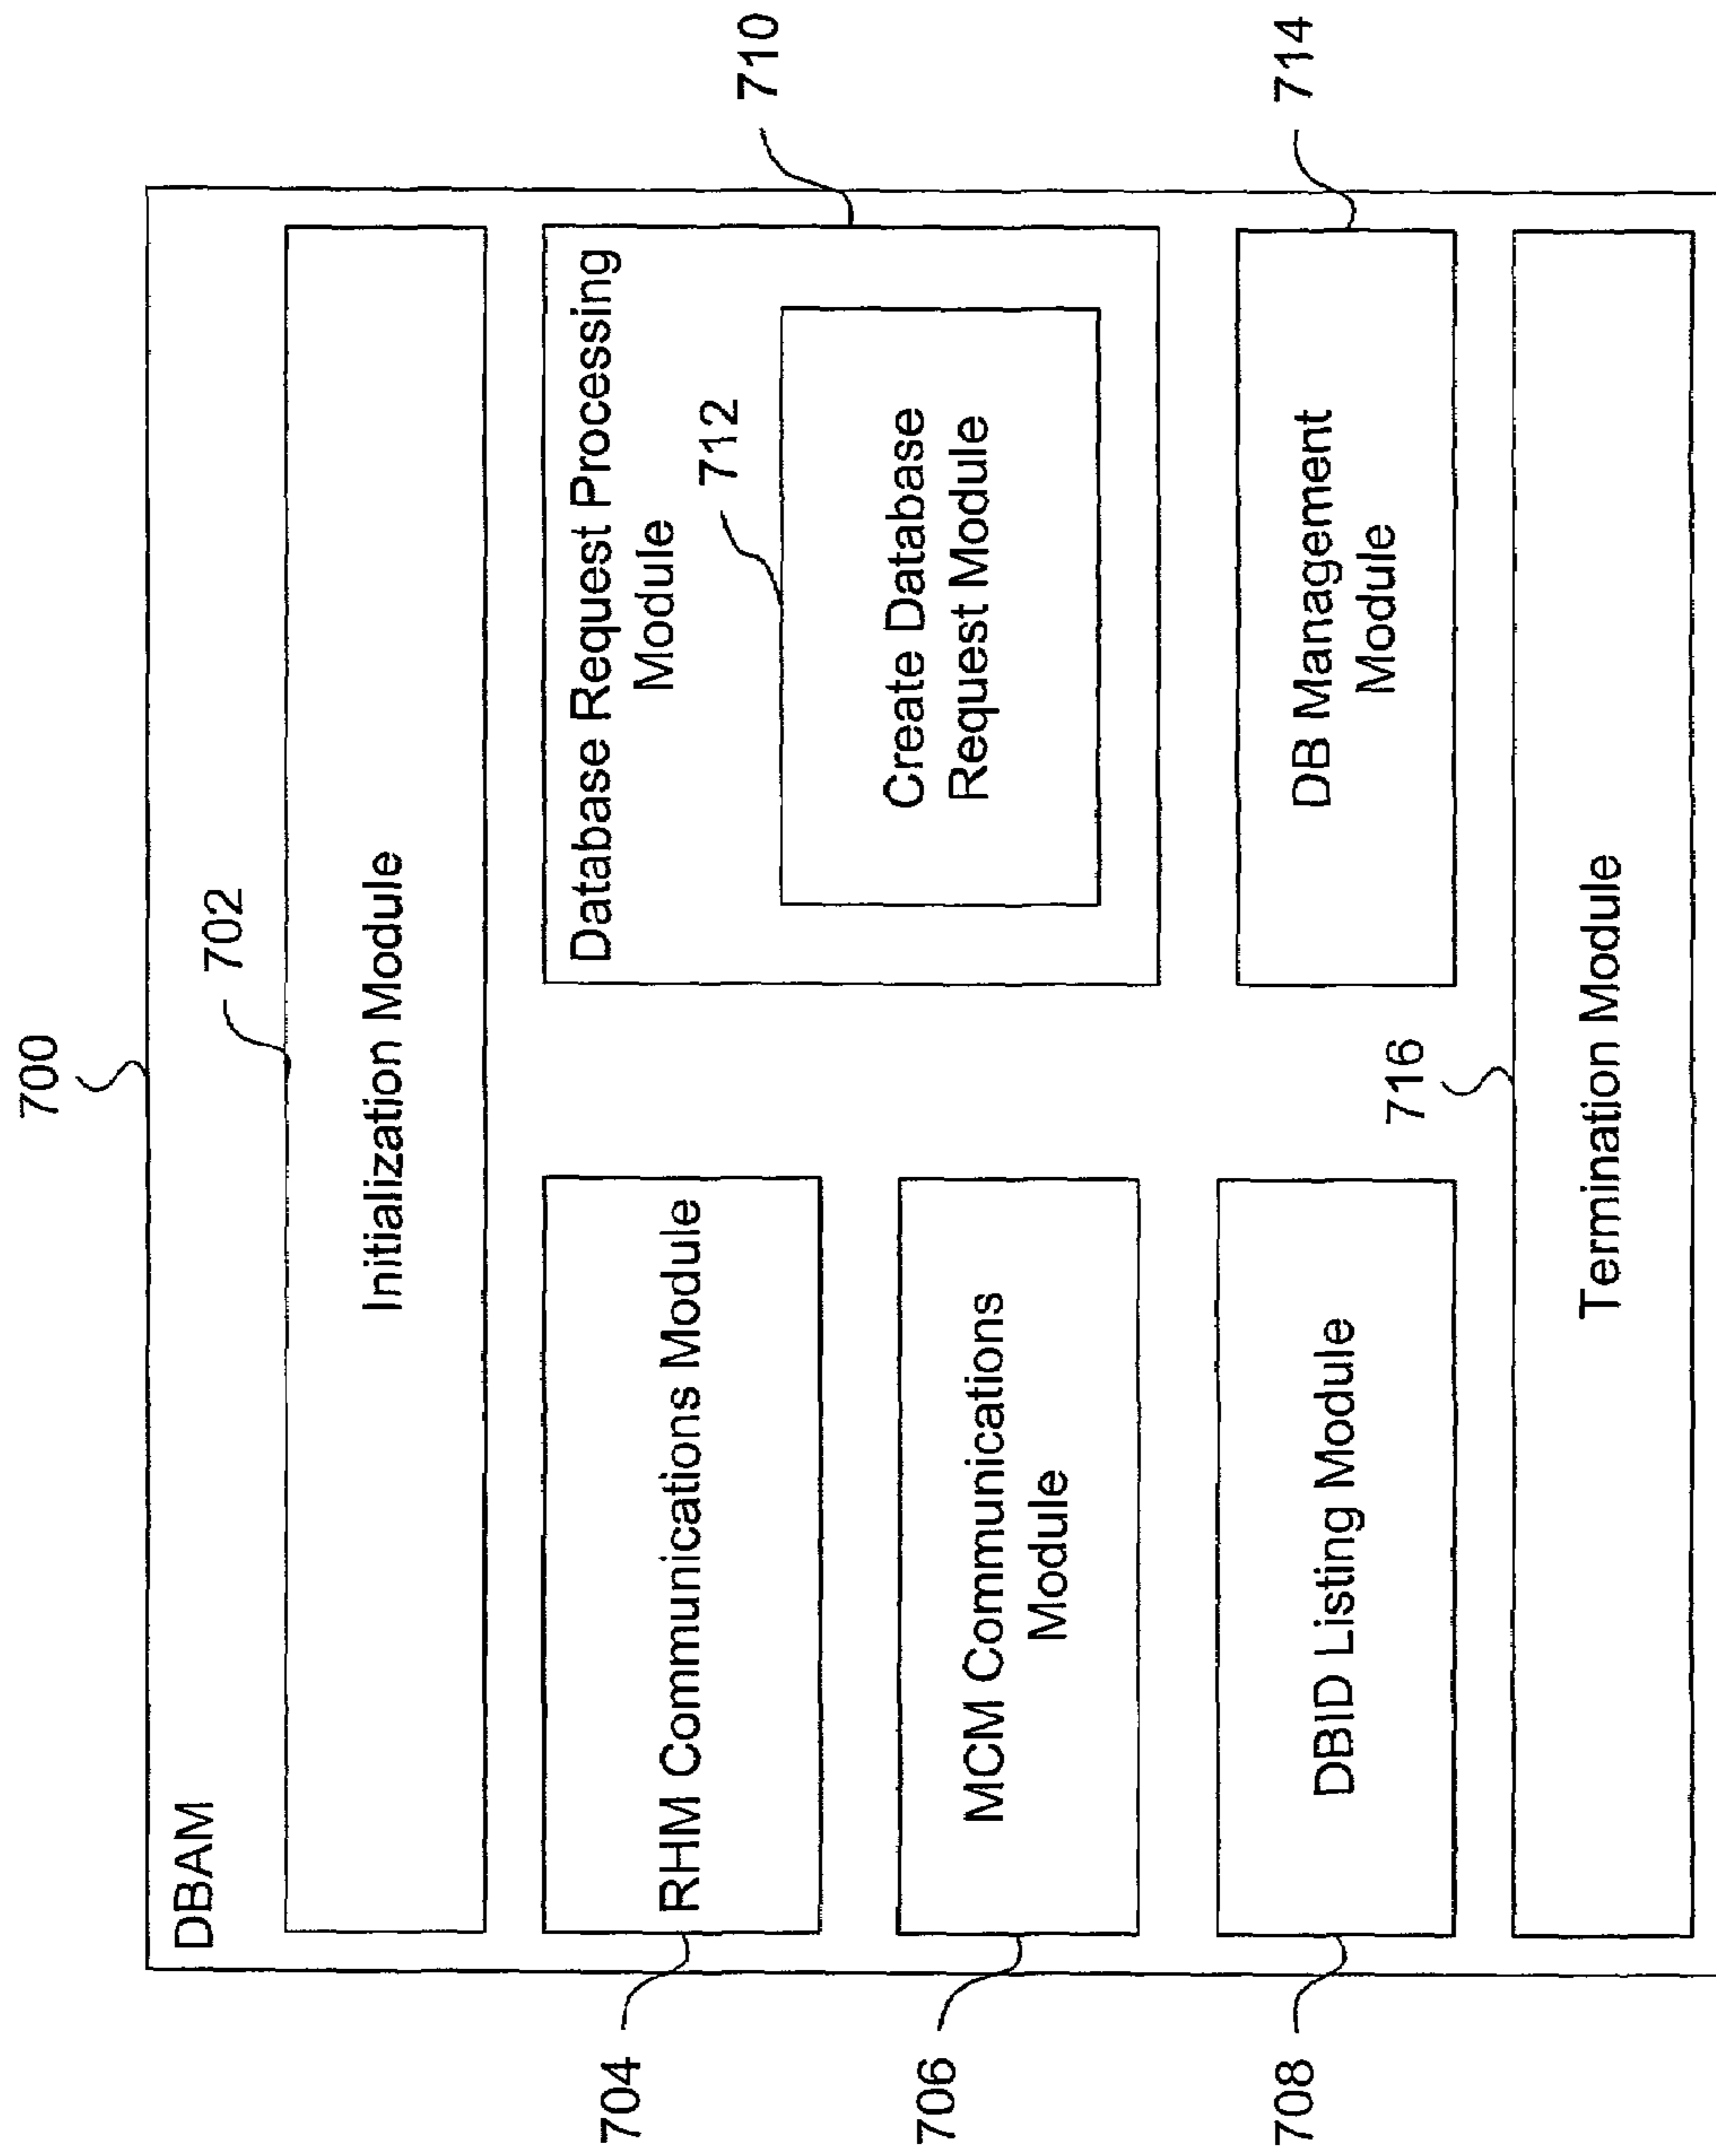 700
DBAM
702
Initialization Module
704
RHM Communications Module
Database Request Processing
Module
710
712
Create Database
Request Module
706
MCM Communications
Module
708
DBID Listing Module
DB Management
Module
714
716
Termination Module